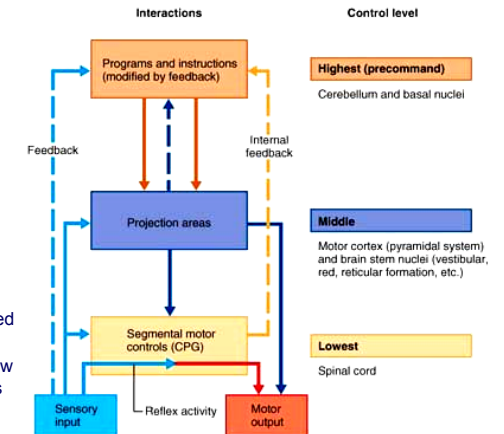 Interactions
Control level
Programs and instructions
(modified by feedback)
Highest (precommand)
Cerebellum and basal nuclei
Feedback
Internal
feedback
Projection areas
Middle
Motor cortex (pyramidal system)
and brain stem nuclei (vestibular,
red, reticular formation, etc.)
ed
w
s
Segmental motor
controls (CPG)
Lowest
Spinal cord
Sensory
input
Reflex activity
Motor
output